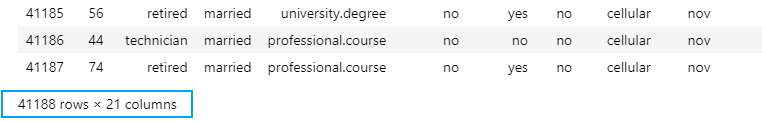 41185 56 retired married university.degree no yes no cellular nov
41186 44 technician married professional.course no no no cellular nov
41187 74 retired married professional.course no yes no cellular nov
41188 rows × 21 columns